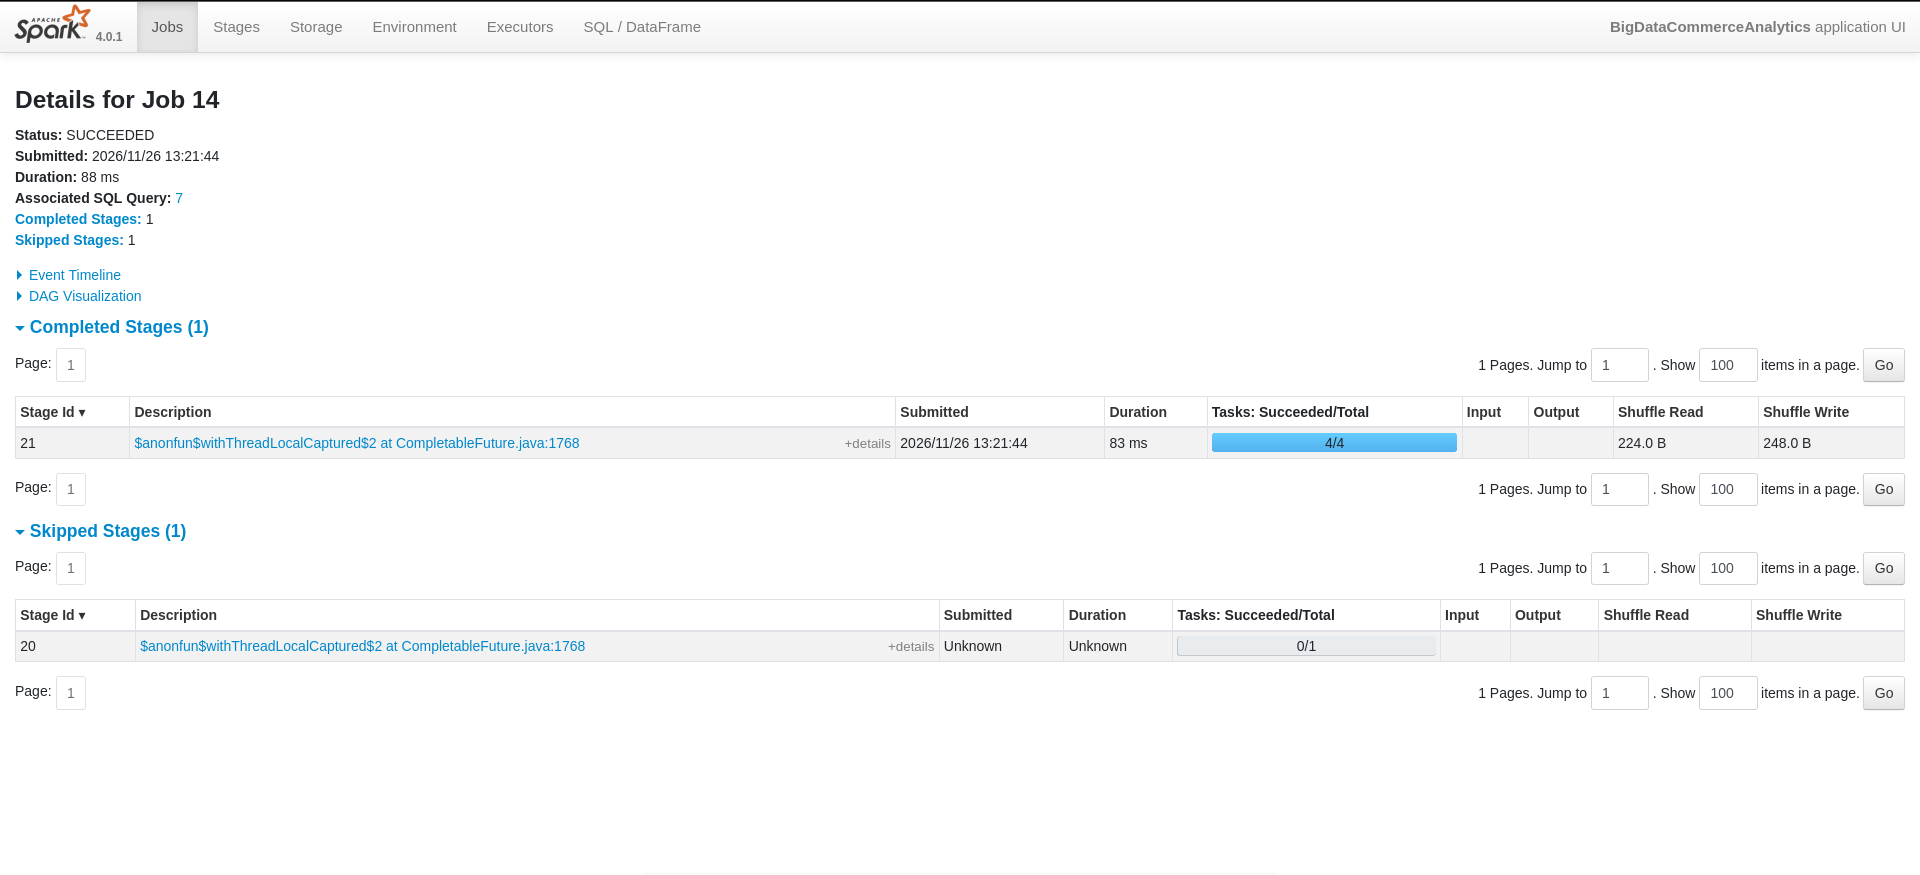 APACHE Spark 4.0.1 Jobs Stages Storage Environment Executors SQL / DataFrame BigDataCommerceAnalytics application UI
Details for Job 14
Status: SUCCEEDED
Submitted: 2026/11/26 13:21:44
Duration: 88 ms
Associated SQL Query: 7
Completed Stages: 1
Skipped Stages: 1
Event Timeline
DAG Visualization
Completed Stages (1)
Page: 1 1 Pages. Jump to 1 . Show 100 items in a page. Go
Stage Id ▾ Description Submitted Duration Tasks: Succeeded/Total Input Output Shuffle Read Shuffle Write
21 $anonfun$withThreadLocalCaptured$2 at CompletableFuture.java:1768 +details 2026/11/26 13:21:44 83 ms 4/4 224.0 B 248.0 B
Page: 1 1 Pages. Jump to 1 . Show 100 items in a page. Go
Skipped Stages (1)
Page: 1 1 Pages. Jump to 1 . Show 100 items in a page. Go
Stage Id ▾ Description Submitted Duration Tasks: Succeeded/Total Input Output Shuffle Read Shuffle Write
20 $anonfun$withThreadLocalCaptured$2 at CompletableFuture.java:1768 +details Unknown Unknown 0/1
Page: 1 1 Pages. Jump to 1 . Show 100 items in a page. Go